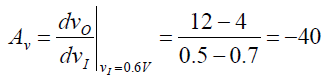 A_v = dv_O/dv_I |_{v_I=0.6V} = (12 − 4)/(0.5 − 0.7) = −40